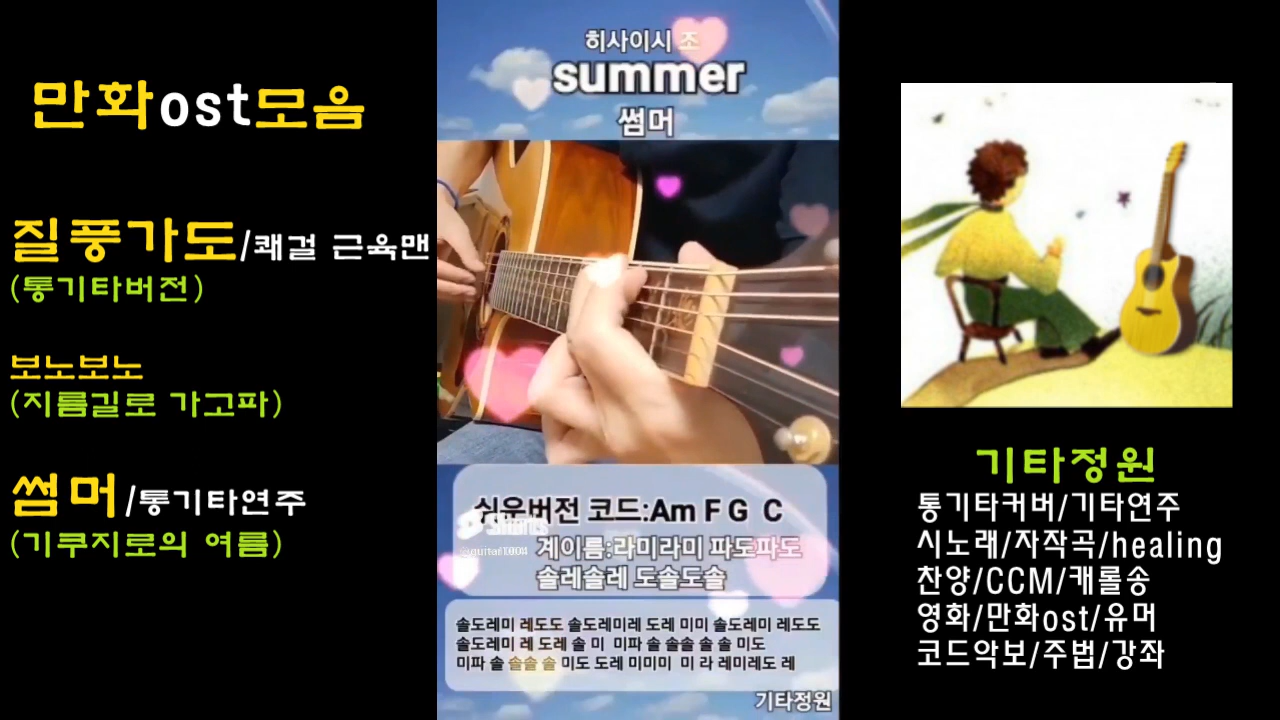 만화ost모음
질풍가도/쾌걸 근육맨
(통기타버전)
보노보노
(지름길로 가고파)
썸머/통기타연주
(기쿠지로의 여름)
히사이시 조
summer
썸머
쉬운버전 코드:Am F G C
Shorts
@guitar1004
계이름:라미라미 파도파도
솔레솔레 도솔도솔
솔도레미 레도도 솔도레미레 도레 미미 솔도레미 레도도
솔도레미 레 도레 솔 미 미파 솔 솔솔 솔 솔 미도
미파 솔 솔솔 솔 미도 도레 미미미 미 라 레미레도 레
기타정원
기타정원
통기타커버/기타연주
시노래/자작곡/healing
찬양/CCM/캐롤송
영화/만화ost/유머
코드악보/주법/강좌